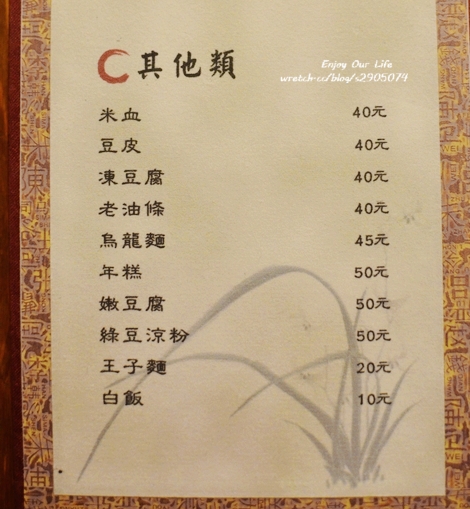 其他類
Enjoy Our Life
wretch.cc/blog/s2905074
米血 40元
豆皮 40元
凍豆腐 40元
老油條 40元
烏龍麵 45元
年糕 50元
嫩豆腐 50元
綠豆涼粉 50元
王子麵 20元
白飯 10元